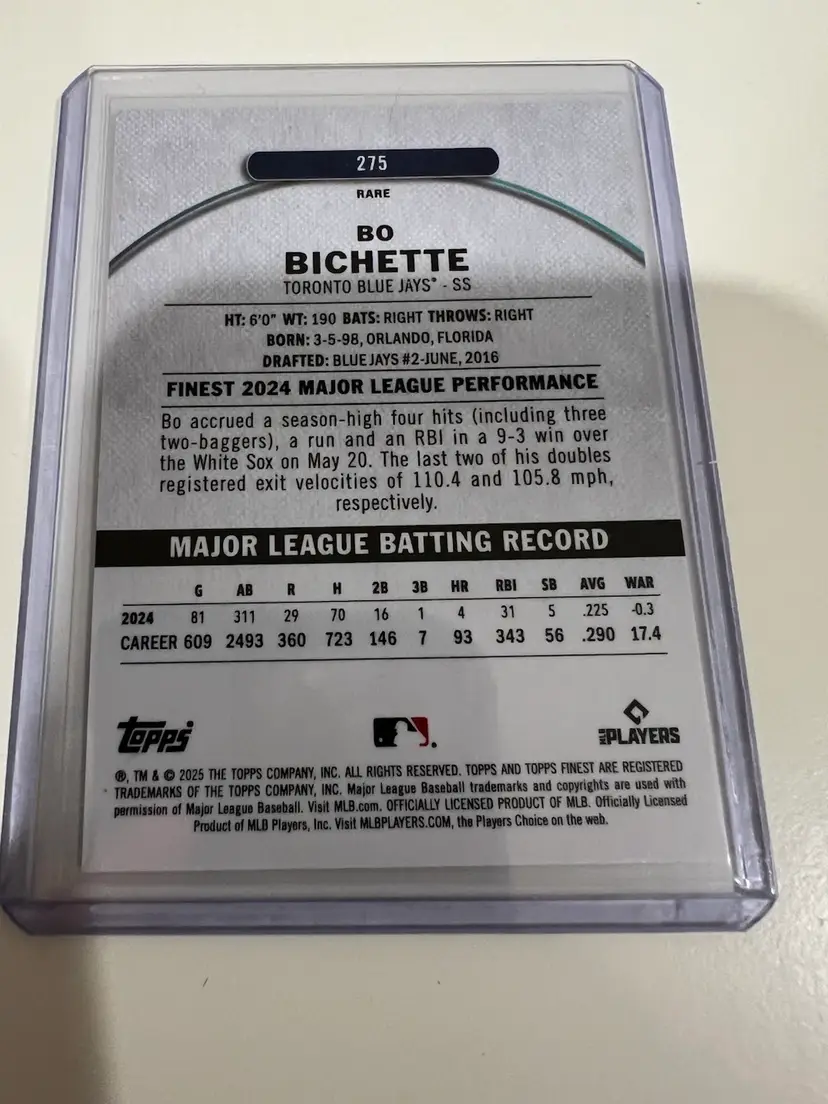 275
RARE
BO
BICHETTE
TORONTO BLUE JAYS® - SS
HT: 6'0" WT: 190 BATS: RIGHT THROWS: RIGHT
BORN: 3-5-98, ORLANDO, FLORIDA
DRAFTED: BLUE JAYS #2-JUNE, 2016
FINEST 2024 MAJOR LEAGUE PERFORMANCE
Bo accrued a season-high four hits (including three
two-baggers), a run and an RBI in a 9-3 win over
the White Sox on May 20. The last two of his doubles
registered exit velocities of 110.4 and 105.8 mph,
respectively.
MAJOR LEAGUE BATTING RECORD
G AB R H 2B 3B HR RBI SB AVG WAR
2024 81 311 29 70 16 1 4 31 5 .225 -0.3
CAREER 609 2493 360 723 146 7 93 343 56 .290 17.4
Topps MLB PLAYERS
®, TM & © 2025 THE TOPPS COMPANY, INC. ALL RIGHTS RESERVED. TOPPS AND TOPPS FINEST ARE REGISTERED
TRADEMARKS OF THE TOPPS COMPANY, INC. Major League Baseball trademarks and copyrights are used with
permission of Major League Baseball. Visit MLB.com. OFFICIALLY LICENSED PRODUCT OF MLB. Officially Licensed
Product of MLB Players, Inc. Visit MLBPLAYERS.COM, the Players Choice on the web.